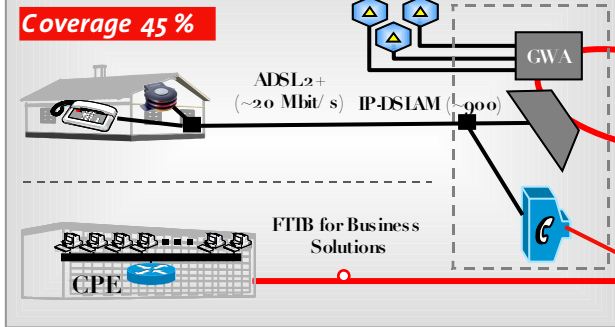 Coverage 45 %
GWA
ADSL2+
(~20 Mbit/s) IP-DSLAM (~900)
C
FTTB for Business
Solutions
CPE